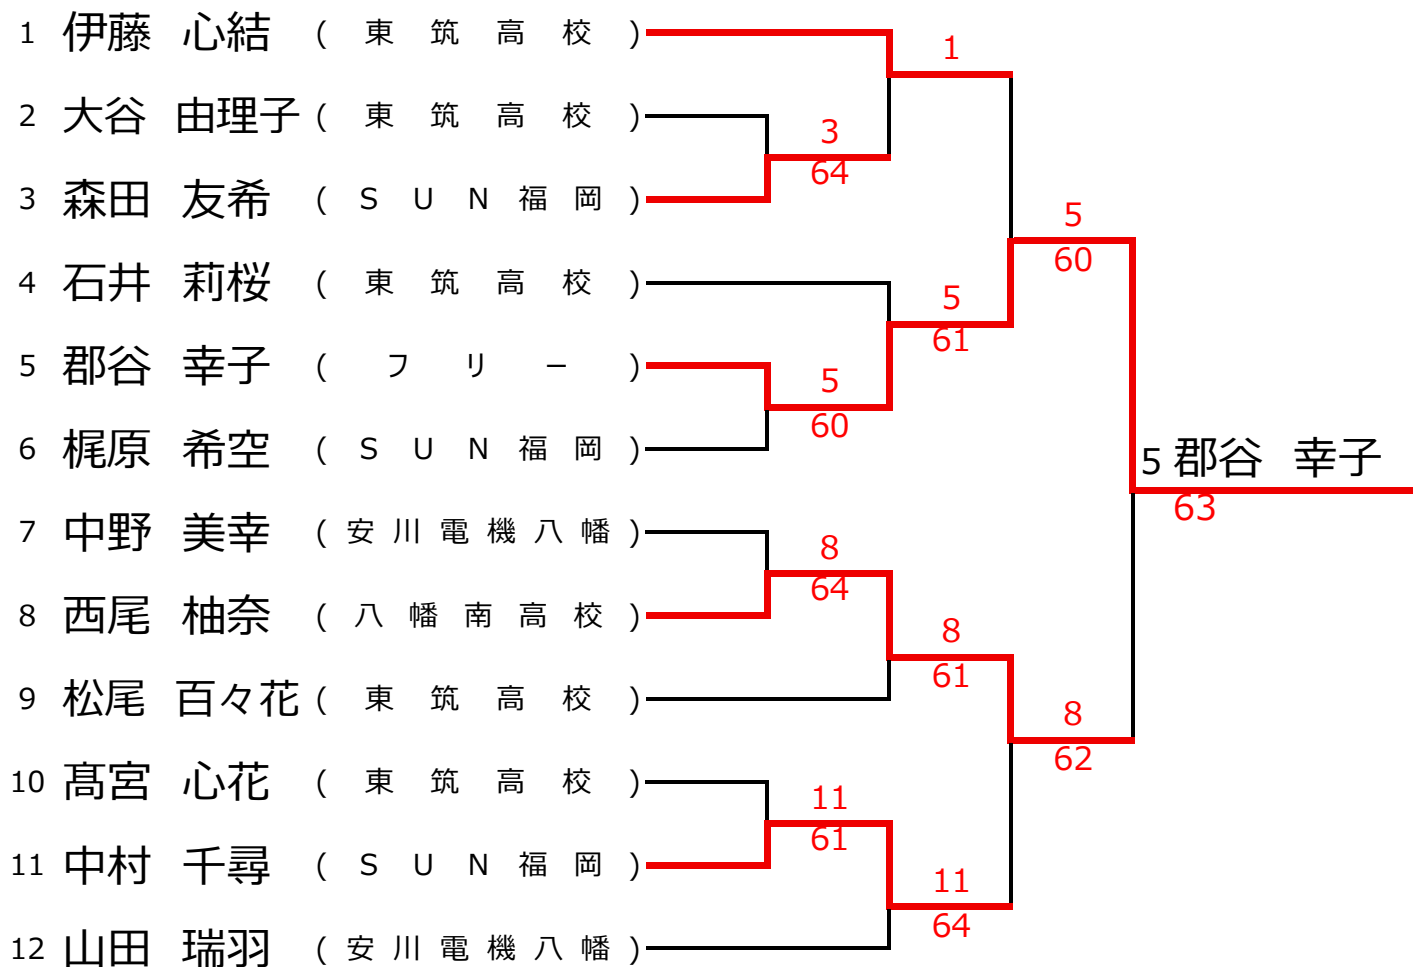 1 伊藤 心結 ( 東 筑 高 校 )
1
2 大谷 由理子 ( 東 筑 高 校 )
3
64
3 森田 友希 ( Ｓ Ｕ Ｎ 福 岡 )
5
60
4 石井 莉桜 ( 東 筑 高 校 )
5
61
5 郡谷 幸子 ( フ リ ー )
5
60
6 梶原 希空 ( Ｓ Ｕ Ｎ 福 岡 )
5 郡谷 幸子
63
7 中野 美幸 ( 安 川 電 機 八 幡 )
8
64
8 西尾 柚奈 ( 八 幡 南 高 校 )
8
61
9 松尾 百々花 ( 東 筑 高 校 )
8
62
10 髙宮 心花 ( 東 筑 高 校 )
11
61
11 中村 千尋 ( Ｓ Ｕ Ｎ 福 岡 )
11
64
12 山田 瑞羽 ( 安 川 電 機 八 幡 )